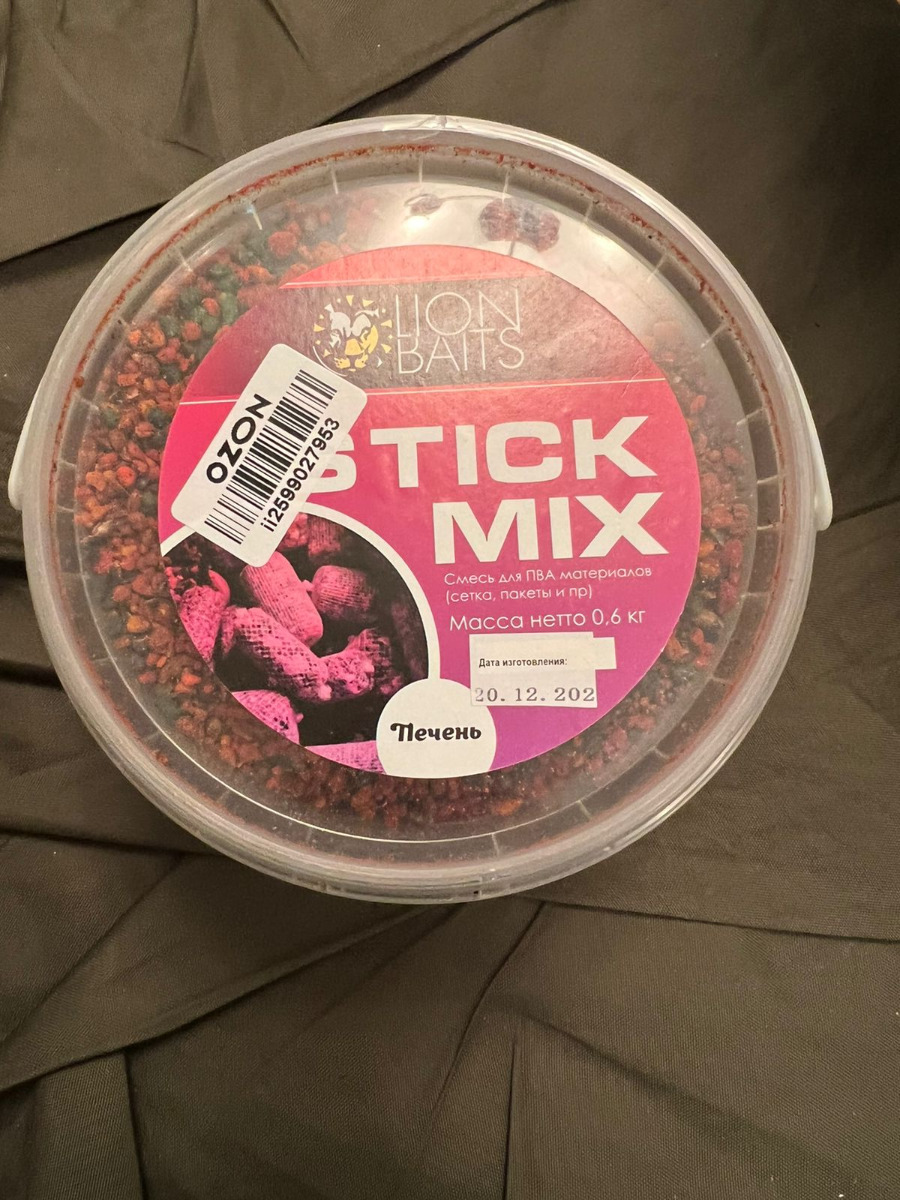 LION
BAITS
OZON
ii2599027953
STICK
MIX
Смесь для ПВА материалов
(сетка, пакеты и пр)
Масса нетто 0,6 кг
Дата изготовления:
20. 12. 202
Печень